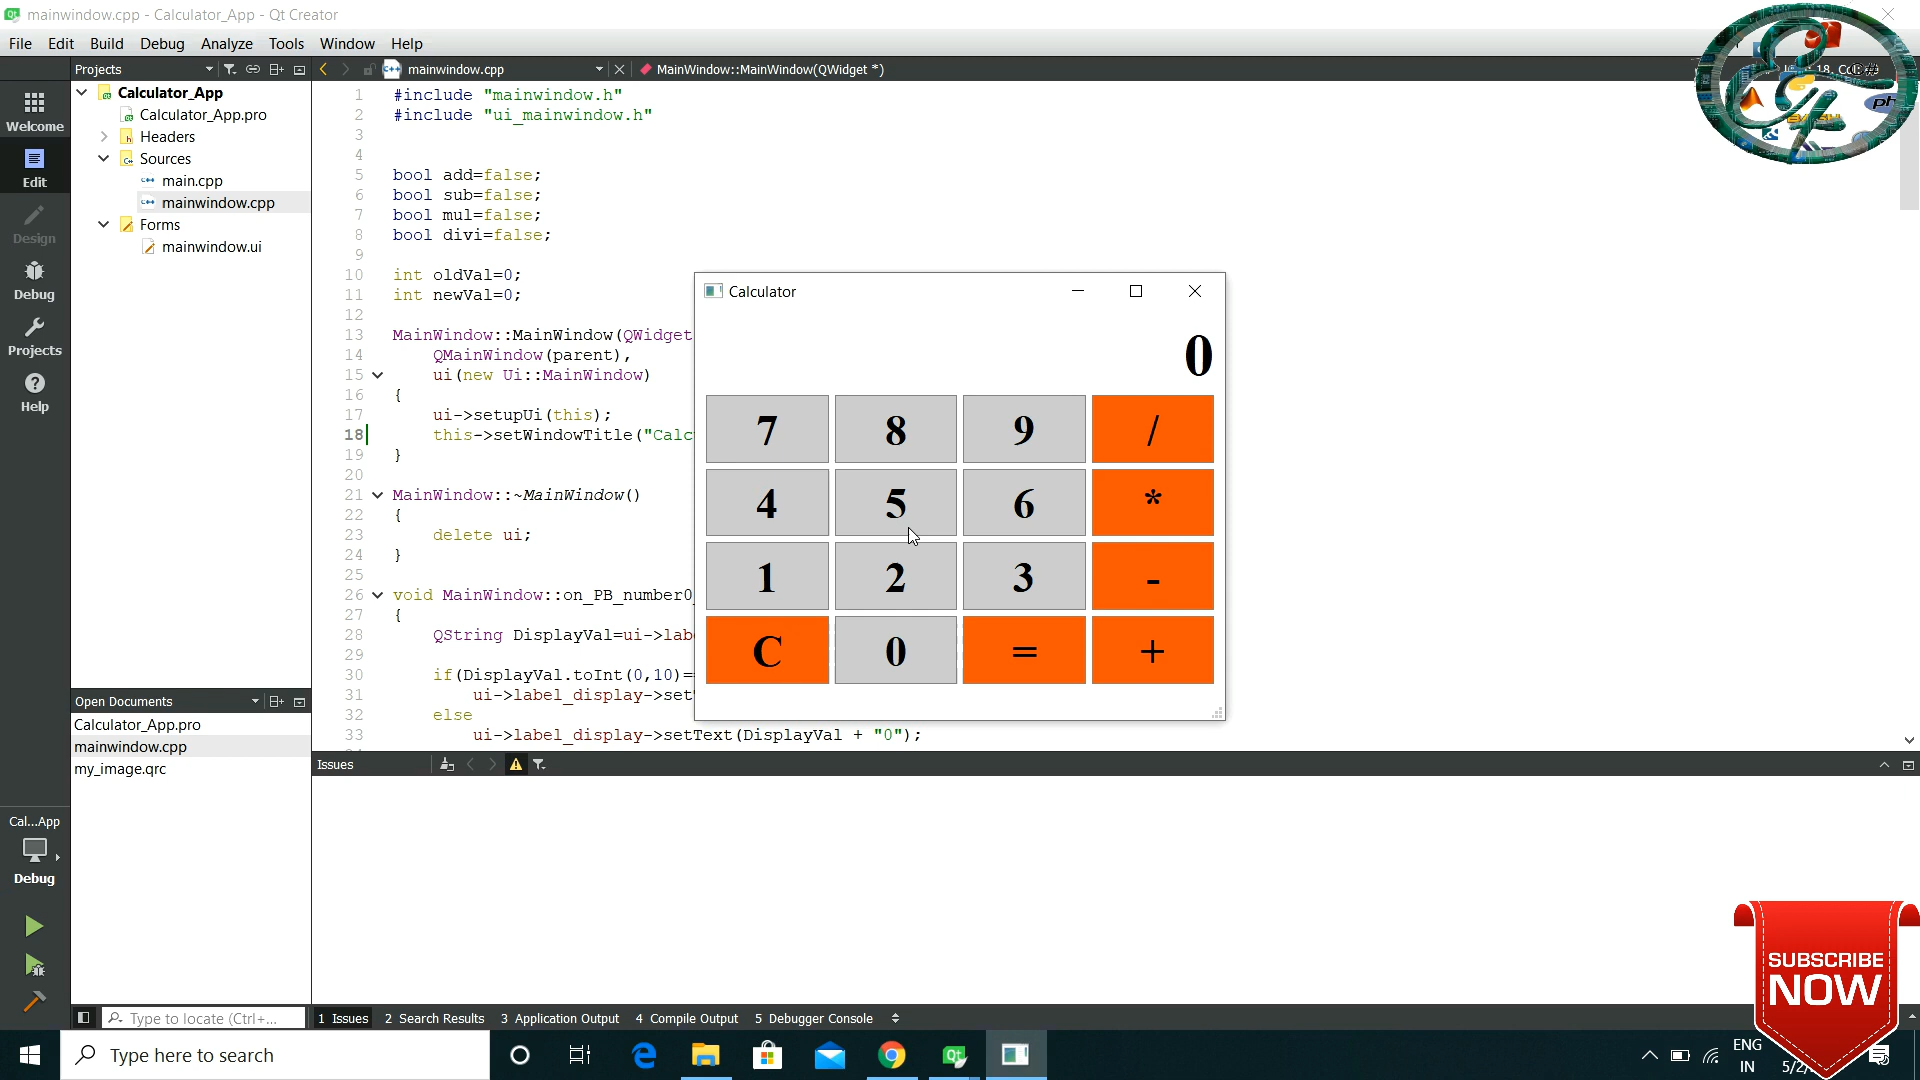 mainwindow.cpp - Calculator_App - Qt Creator
File Edit Build Debug Analyze Tools Window Help
Projects
mainwindow.cpp
MainWindow::MainWindow(QWidget *)
Welcome
Edit
Design
Debug
Projects
Help
Calculator_App
Calculator_App.pro
Headers
Sources
main.cpp
mainwindow.cpp
Forms
mainwindow.ui
1 #include "mainwindow.h"
2 #include "ui_mainwindow.h"
3
4
5 bool add=false;
6 bool sub=false;
7 bool mul=false;
8 bool divi=false;
9
10 int oldVal=0;
11 int newVal=0;
12
13 MainWindow::MainWindow(QWidget
14 QMainWindow(parent),
15 ui(new Ui::MainWindow)
16 {
17 ui->setupUi(this);
18 this->setWindowTitle("Calc
19 }
20
21 MainWindow::~MainWindow()
22 {
23 delete ui;
24 }
25
26 void MainWindow::on_PB_number0_
27 {
28 QString DisplayVal=ui->lab
29
30 if(DisplayVal.toInt(0,10)=
31 ui->label_display->set
32 else
33 ui->label_display->setText(DisplayVal + "0");
Calculator
0
7 8 9 /
4 5 6 *
1 2 3 -
C 0 = +
Open Documents
Calculator_App.pro
mainwindow.cpp
my_image.qrc
Issues
Cal...App
Debug
Type to locate (Ctrl+...
1 Issues 2 Search Results 3 Application Output 4 Compile Output 5 Debugger Console
SUBSCRIBE
NOW
Type here to search
ENG
IN